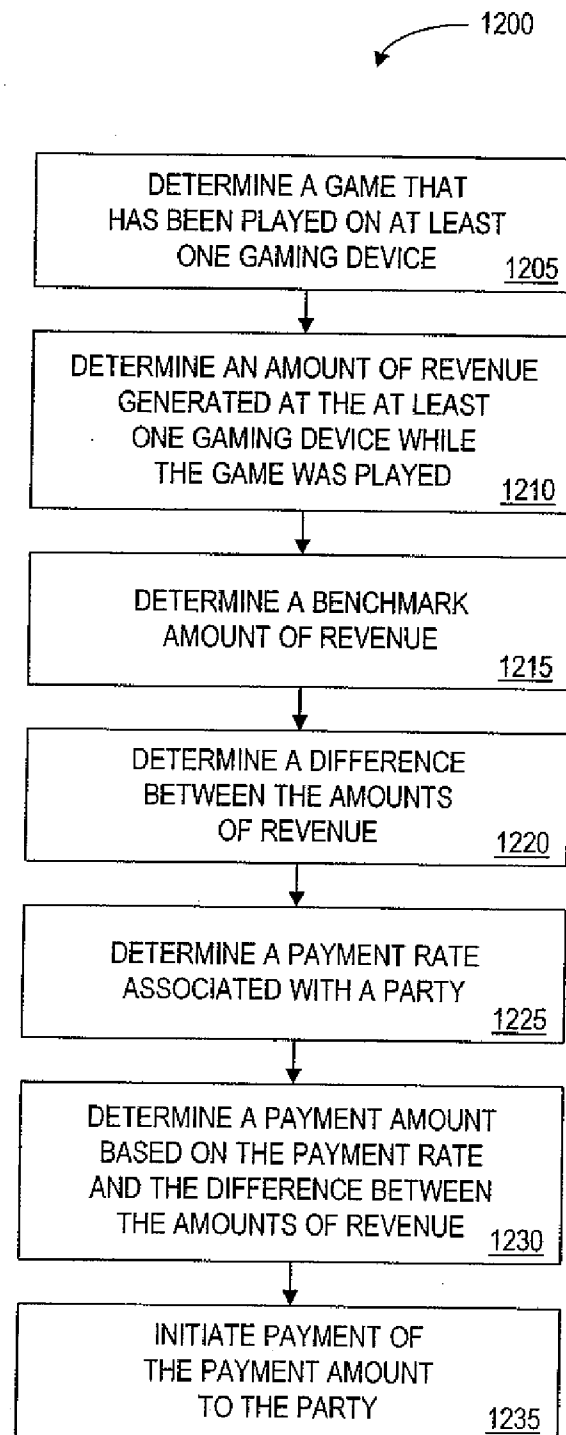 1200
DETERMINE A GAME THAT
HAS BEEN PLAYED ON AT LEAST
ONE GAMING DEVICE
1205
DETERMINE AN AMOUNT OF REVENUE
GENERATED AT THE AT LEAST
ONE GAMING DEVICE WHILE
THE GAME WAS PLAYED
1210
DETERMINE A BENCHMARK
AMOUNT OF REVENUE
1215
DETERMINE A DIFFERENCE
BETWEEN THE AMOUNTS
OF REVENUE
1220
DETERMINE A PAYMENT RATE
ASSOCIATED WITH A PARTY
1225
DETERMINE A PAYMENT AMOUNT
BASED ON THE PAYMENT RATE
AND THE DIFFERENCE BETWEEN
THE AMOUNTS OF REVENUE
1230
INITIATE PAYMENT OF
THE PAYMENT AMOUNT
TO THE PARTY
1235